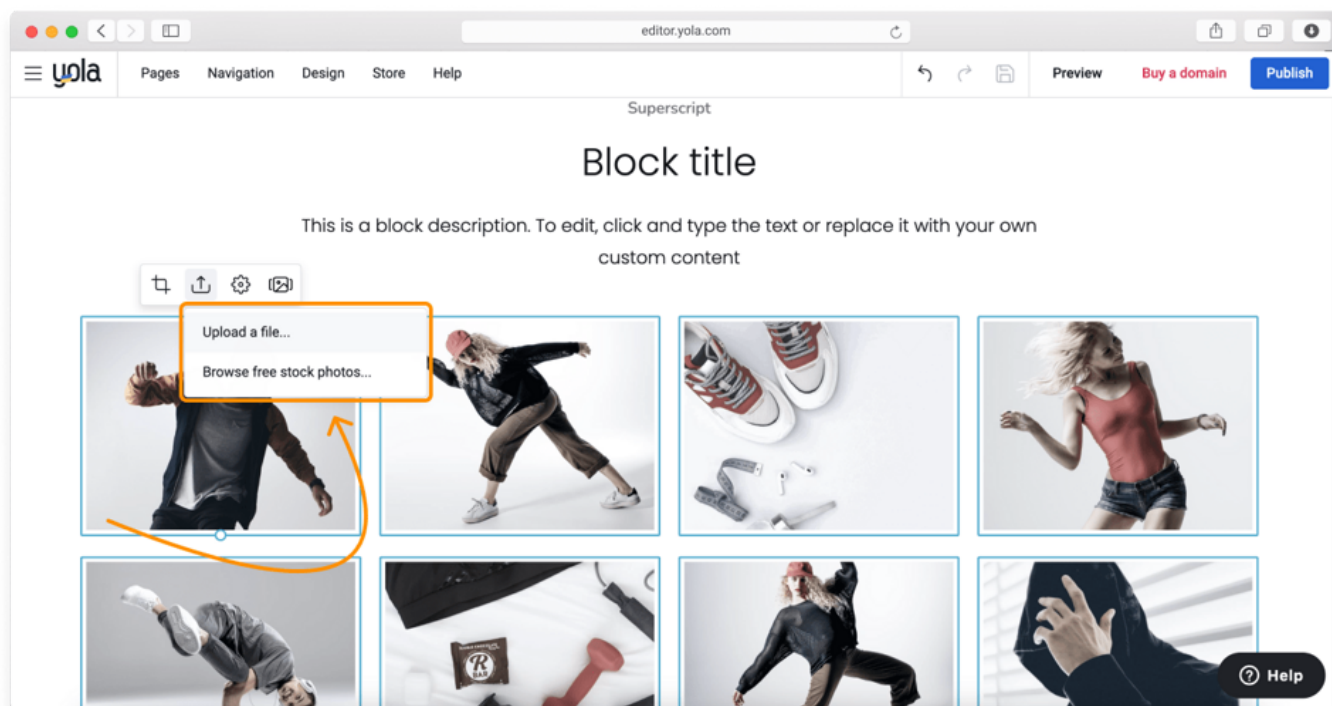 editor.yola.com
yola
Pages
Navigation
Design
Store
Help
Preview
Buy a domain
Publish
Superscript
Block title
This is a block description. To edit, click and type the text or replace it with your own
custom content
Upload a file...
Browse free stock photos...
R
BAR
Help